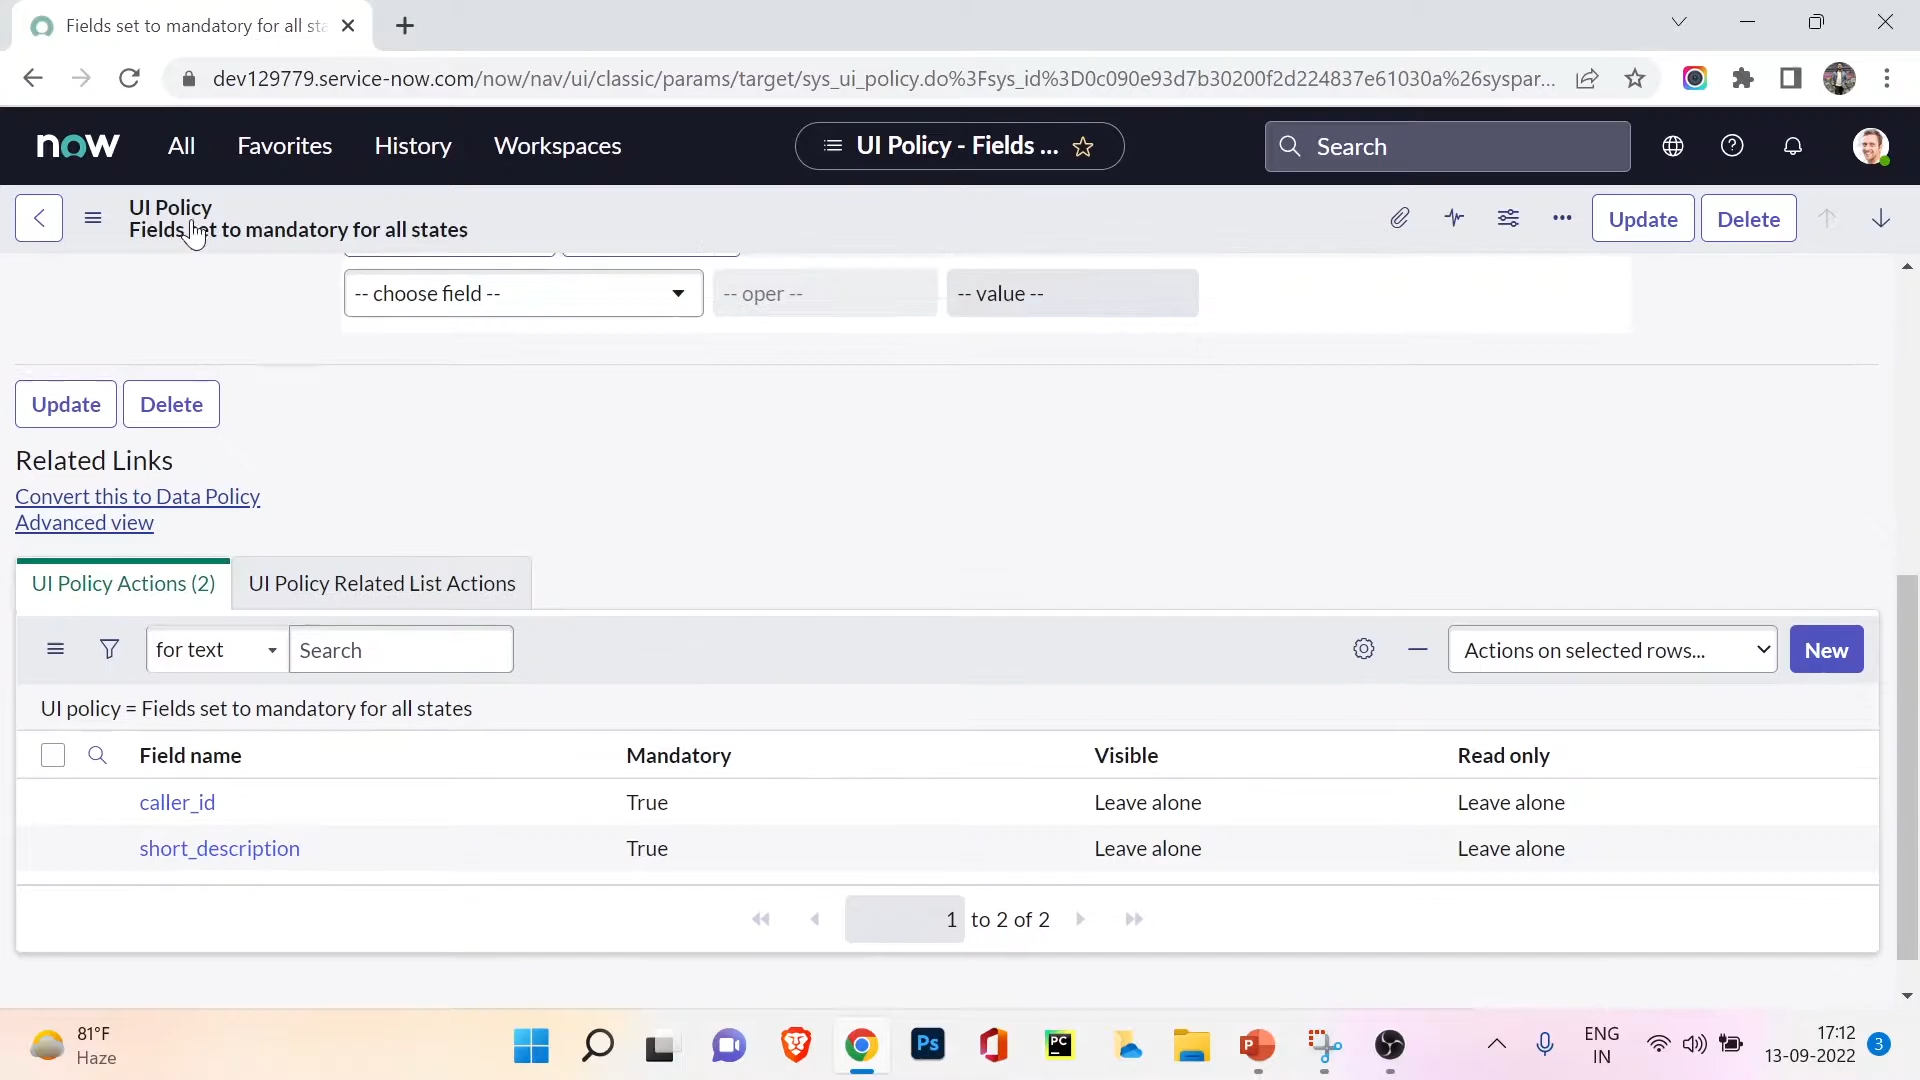 Fields set to mandatory for all sta
dev129779.service-now.com/now/nav/ui/classic/params/target/sys_ui_policy.do%3Fsys_id%3D0c090e93d7b30200f2d224837e61030a%26syspar...
now All Favorites History Workspaces UI Policy - Fields ... Search
UI Policy
Fields set to mandatory for all states
Update Delete
-- choose field -- -- oper -- -- value --
Update Delete
Related Links
Convert this to Data Policy
Advanced view
UI Policy Actions (2) UI Policy Related List Actions
for text Search Actions on selected rows... New
UI policy = Fields set to mandatory for all states
Field name Mandatory Visible Read only
caller_id True Leave alone Leave alone
short_description True Leave alone Leave alone
1 to 2 of 2
81°F
Haze
Ps
PC
P
ENG
IN
17:12
13-09-2022
3